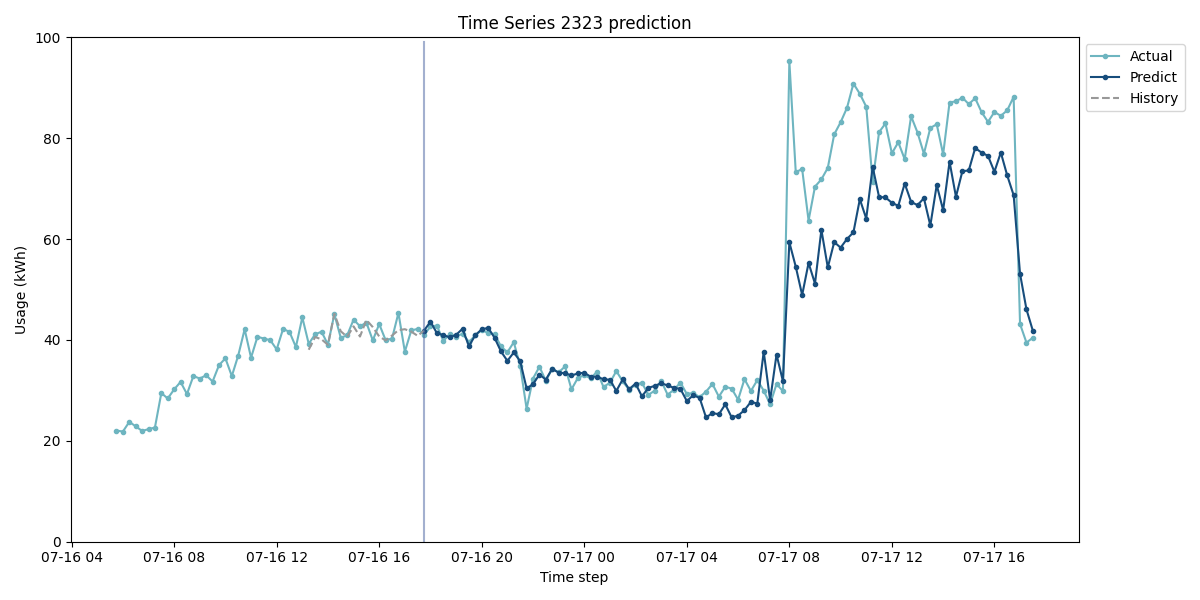 Time Series 2323 prediction
Usage (kWh)
100
80
60
40
20
0
07-16 04
07-16 08
07-16 12
07-16 16
07-16 20
07-17 00
07-17 04
07-17 08
07-17 12
07-17 16
Time step
Actual
Predict
History